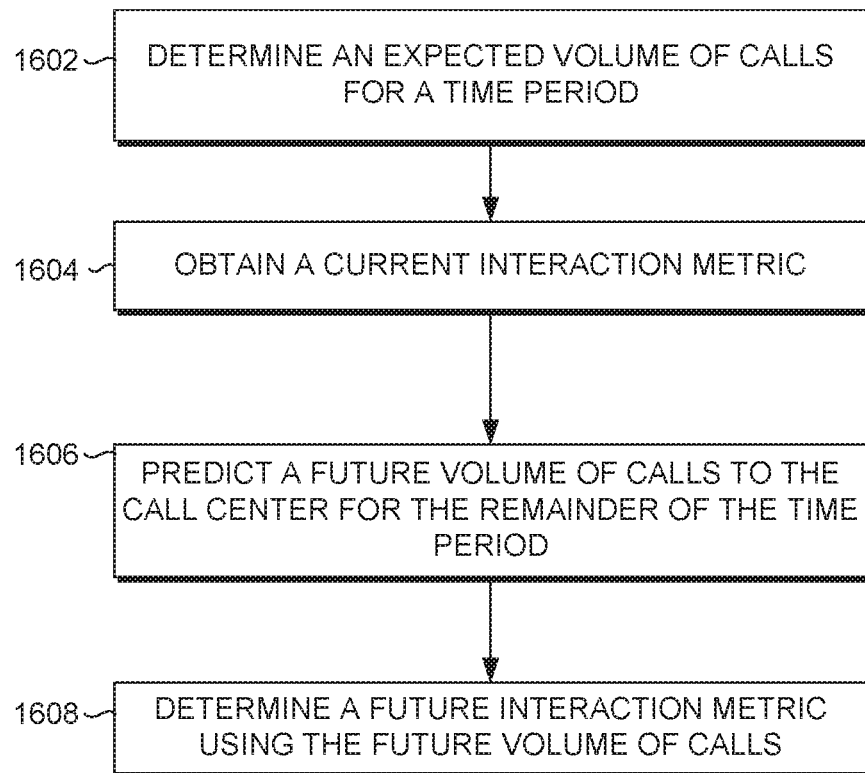 1602 DETERMINE AN EXPECTED VOLUME OF CALLS
FOR A TIME PERIOD
1604 OBTAIN A CURRENT INTERACTION METRIC
1606
PREDICT A FUTURE VOLUME OF CALLS TO THE
CALL CENTER FOR THE REMAINDER OF THE TIME
PERIOD
1608 DETERMINE A FUTURE INTERACTION METRIC
USING THE FUTURE VOLUME OF CALLS